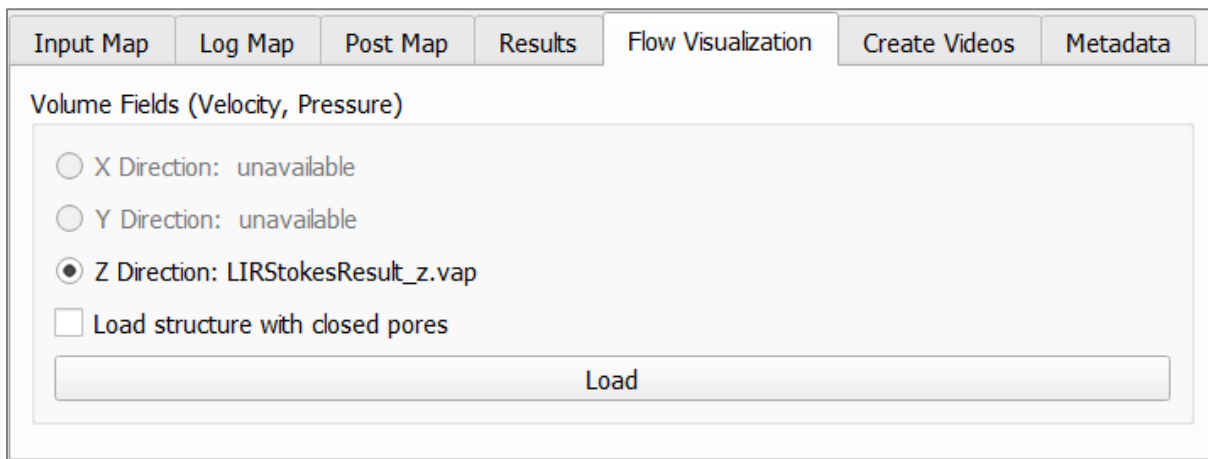 Input Map Log Map Post Map Results Flow Visualization Create Videos Metadata
Volume Fields (Velocity, Pressure)
X Direction: unavailable
Y Direction: unavailable
Z Direction: LIRStokesResult_z.vap
Load structure with closed pores
Load